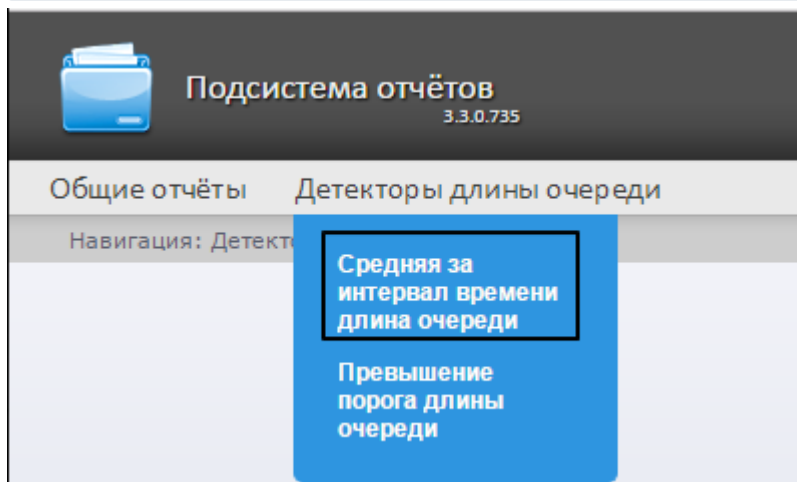 Подсистема отчётов
3.3.0.735
Общие отчёты Детекторы длины очереди
Навигация: Детект
Средняя за
интервал времени
длина очереди
Превышение
порога длины
очереди